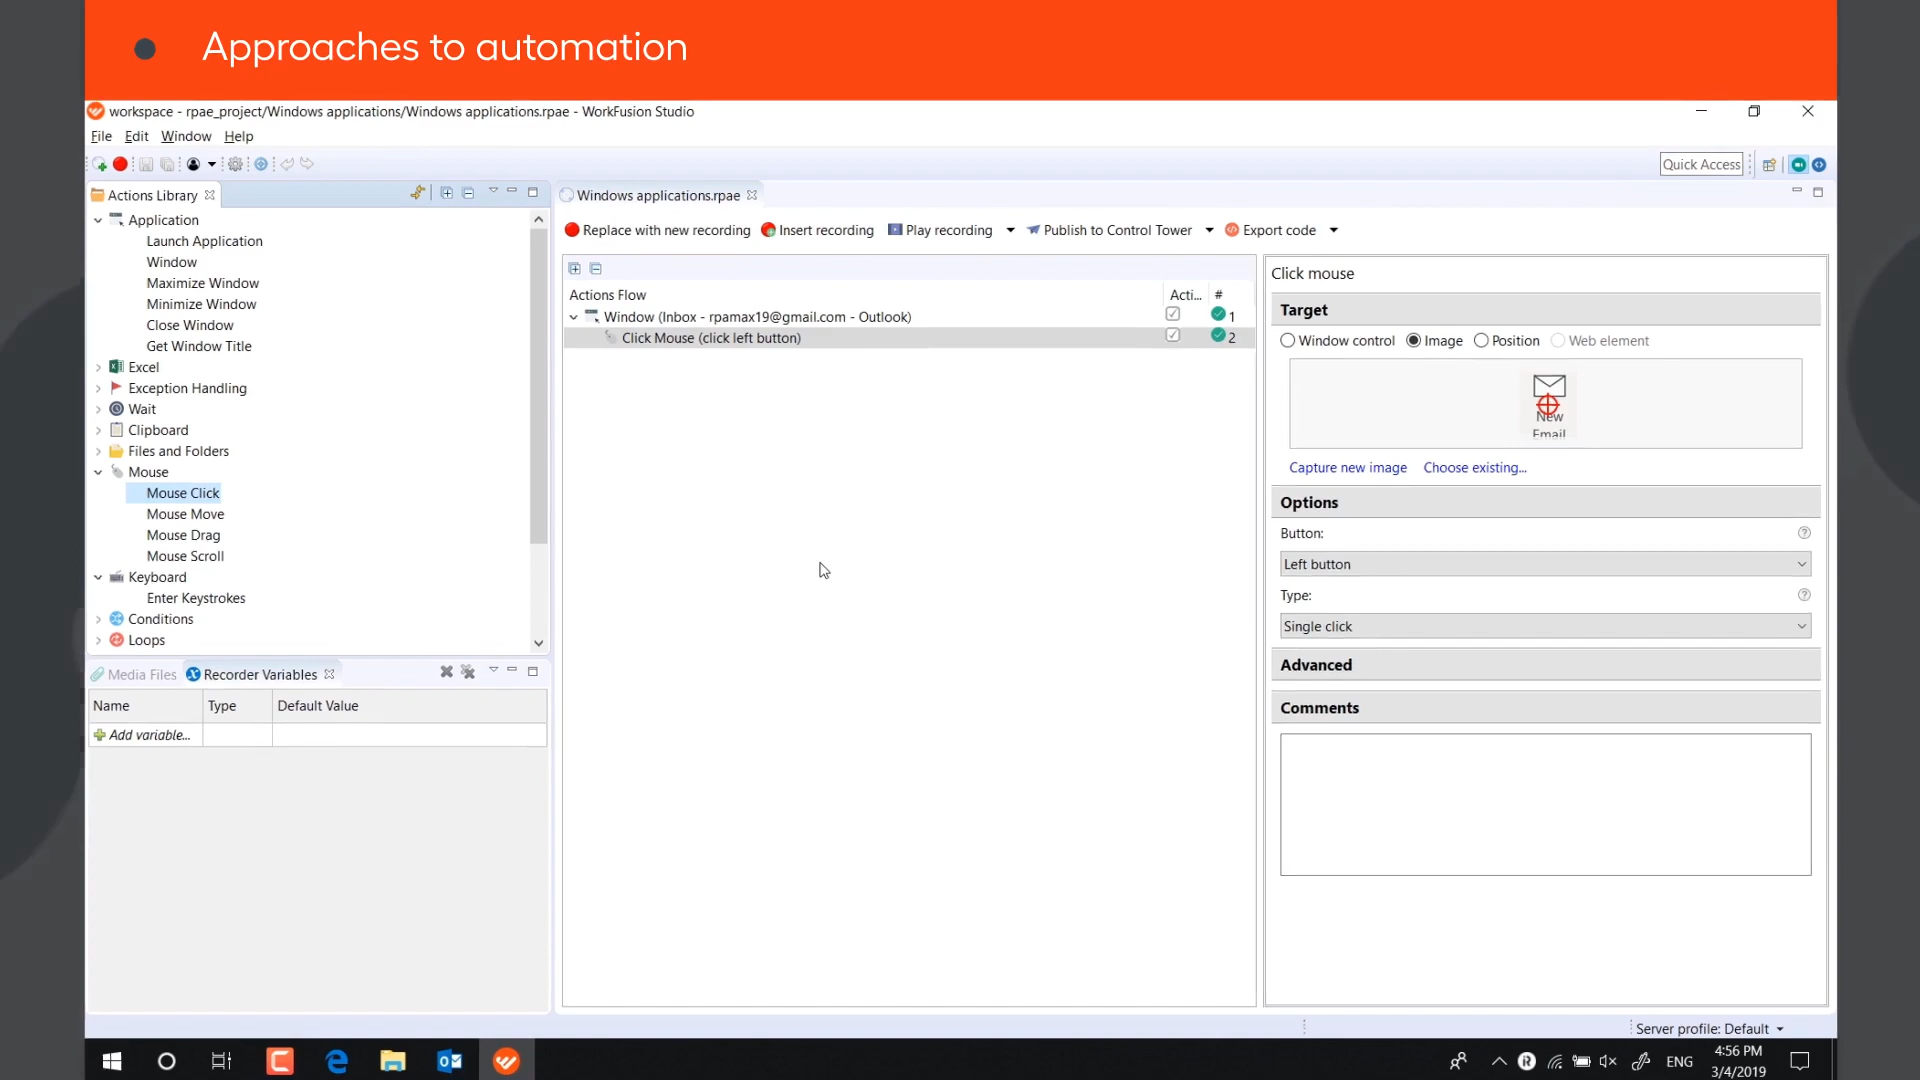 Approaches to automation
workspace - rpae_project/Windows applications/Windows applications.rpae - WorkFusion Studio
File Edit Window Help
Quick Access
Actions Library
Application
Launch Application
Window
Maximize Window
Minimize Window
Close Window
Get Window Title
Excel
Exception Handling
Wait
Clipboard
Files and Folders
Mouse
Mouse Click
Mouse Move
Mouse Drag
Mouse Scroll
Keyboard
Enter Keystrokes
Conditions
Loops
Media Files Recorder Variables
Name Type Default Value
Add variable...
Windows applications.rpae
Replace with new recording Insert recording Play recording Publish to Control Tower Export code
Actions Flow Acti... #
Window (Inbox - rpamax19@gmail.com - Outlook) 1
Click Mouse (click left button) 2
Click mouse
Target
Window control Image Position Web element
New
Email
Capture new image Choose existing...
Options
Button:
Left button
Type:
Single click
Advanced
Comments
Server profile: Default
ENG
4:56 PM
3/4/2019